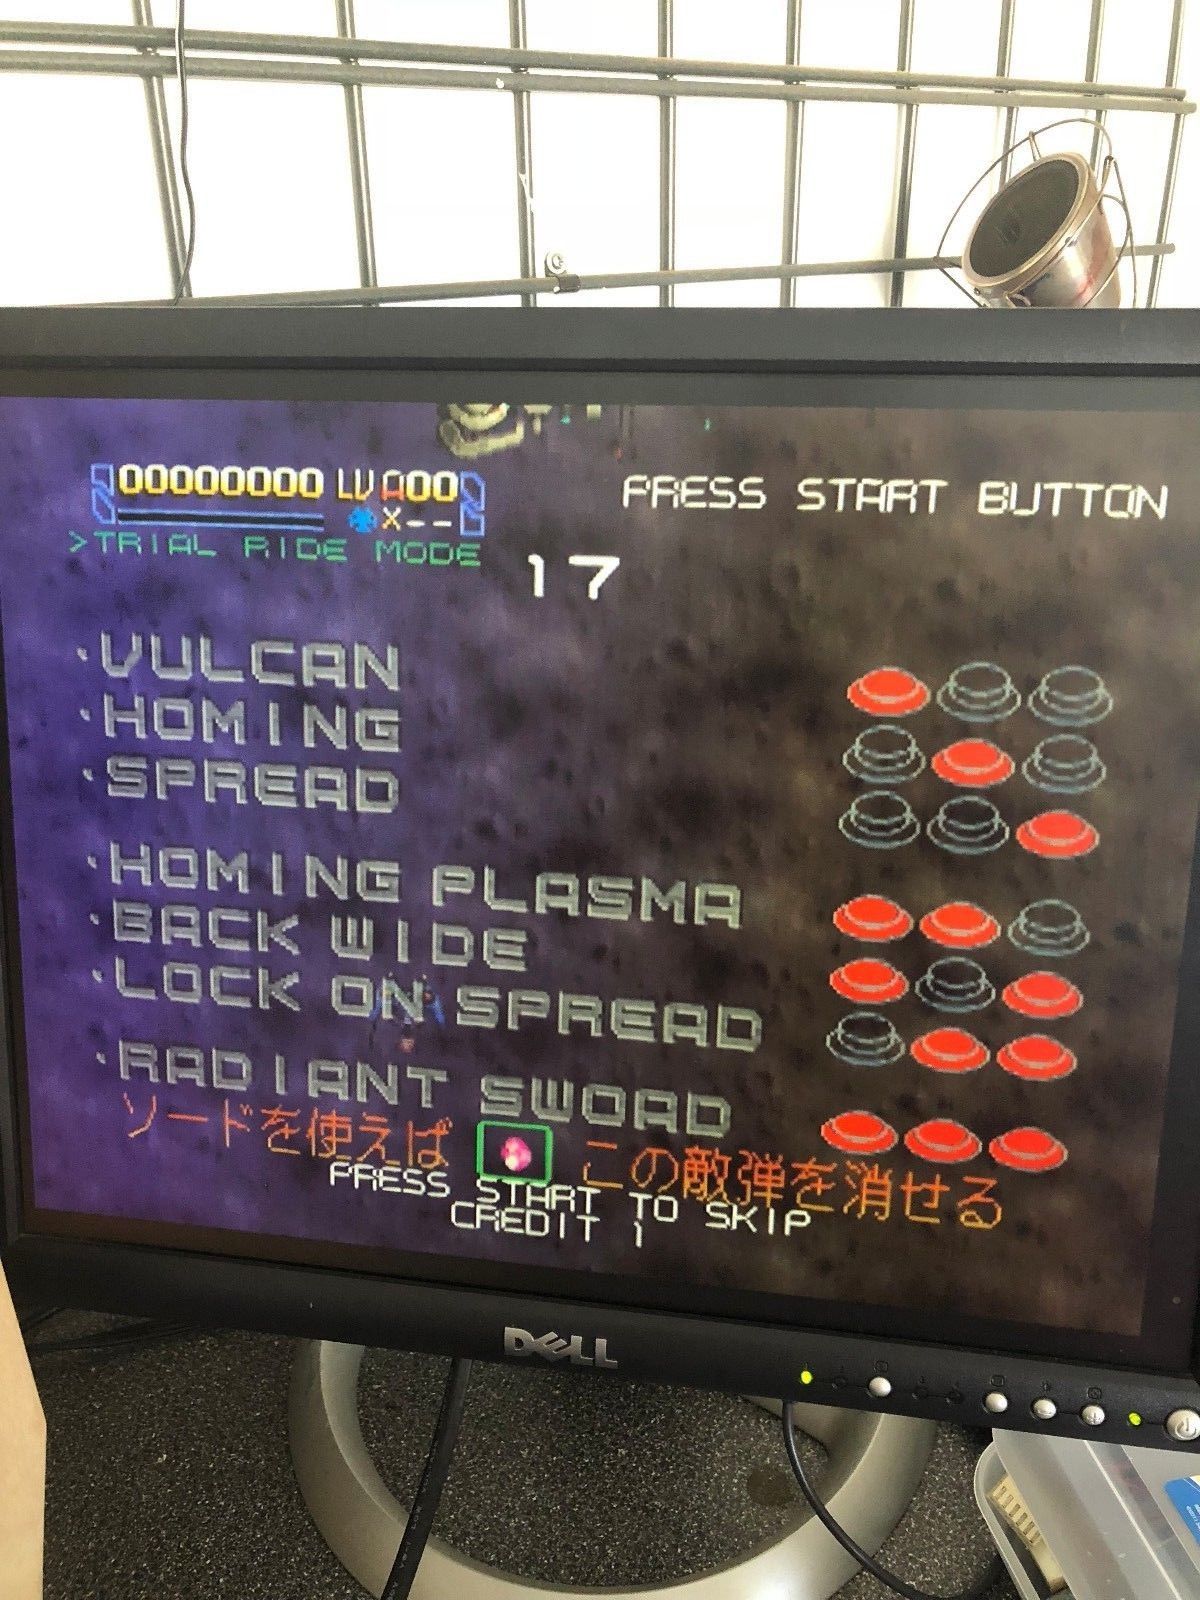 00000000 LV A00
X--
PRESS START BUTTON
>TRIAL RIDE MODE
17
·VULCAN
·HOMING
·SPREAD
·HOMING PLASMA
·BACK WIDE
·LOCK ON SPREAD
·RADIANT SWORD
ソードを使えば この敵弾を消せる
PRESS START TO SKIP
CREDIT 1
DELL